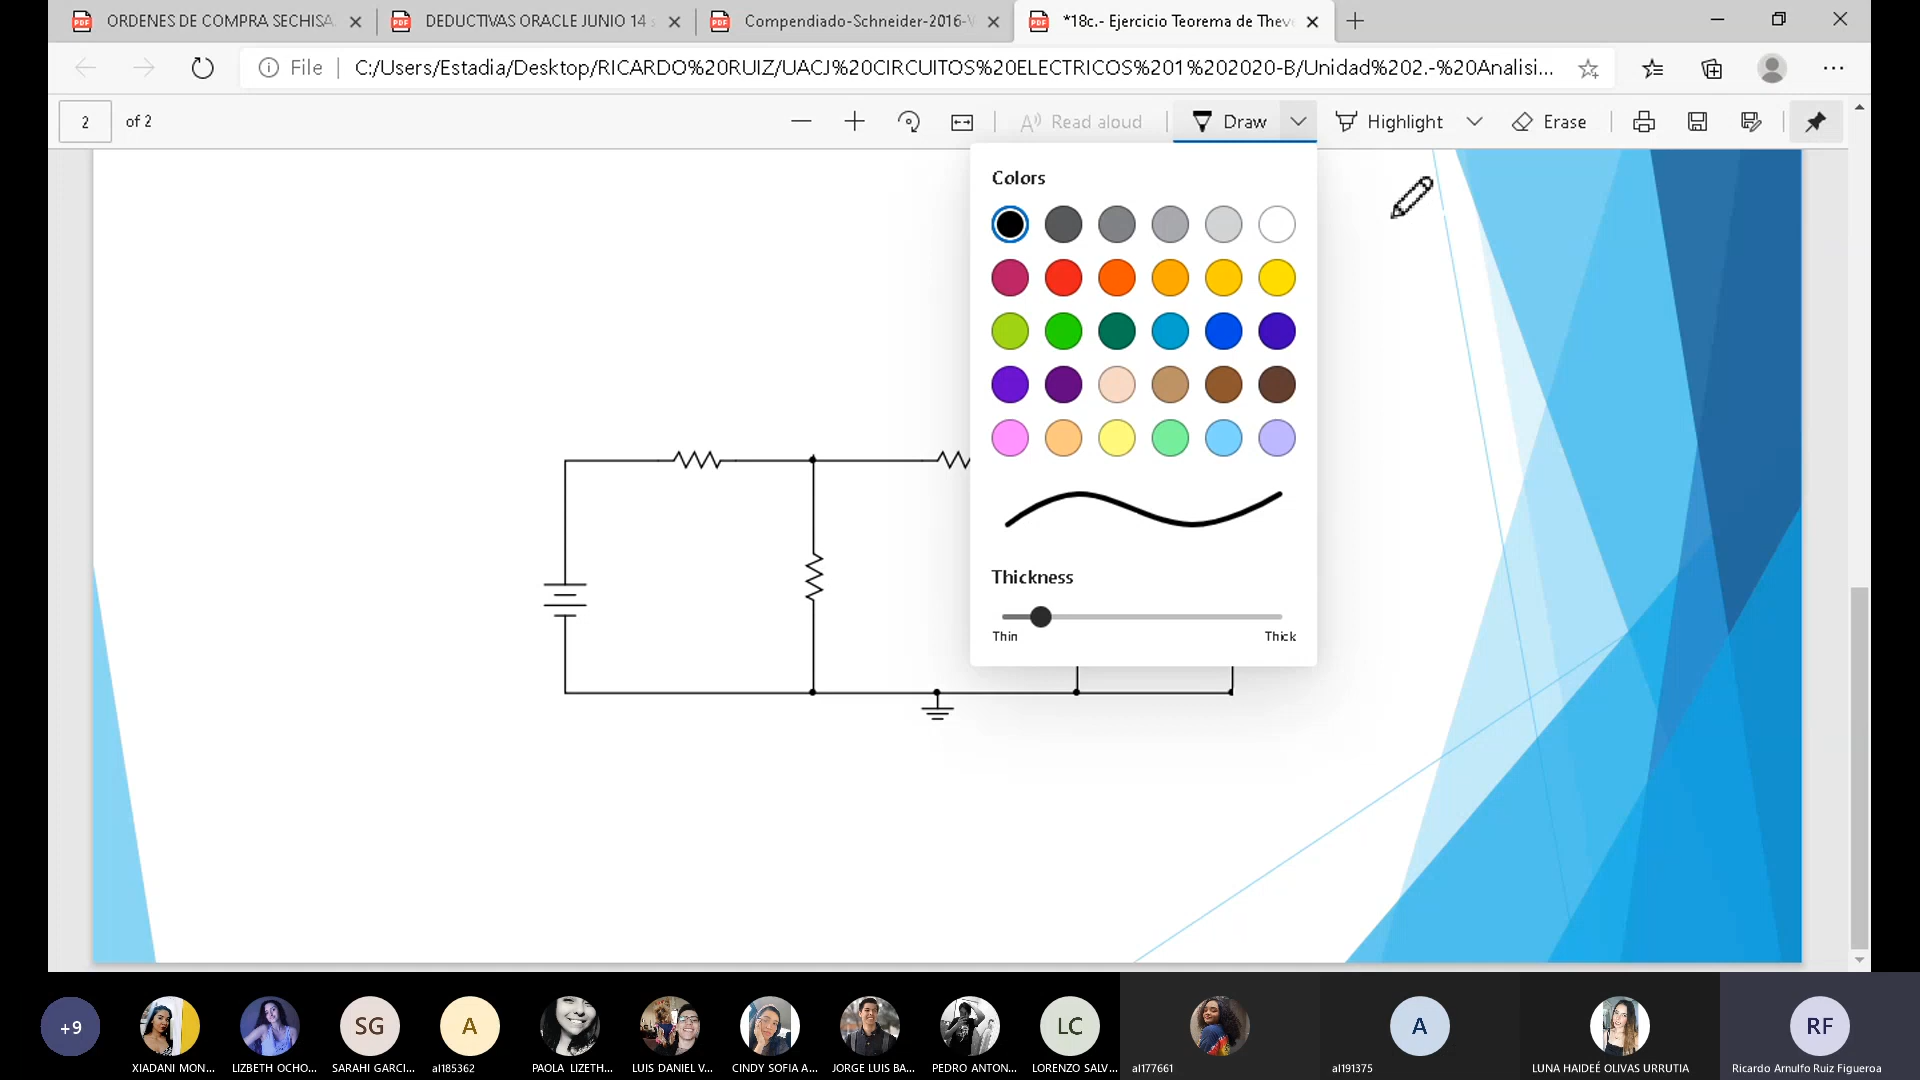 ORDENES DE COMPRA SECHISA
DEDUCTIVAS ORACLE JUNIO 14 s
Compendiado-Schneider-2016-V
*18c.- Ejercicio Teorema de Theve
File
C:/Users/Estadia/Desktop/RICARDO%20RUIZ/UACJ%20CIRCUITOS%20ELECTRICOS%201%202020-B/Unidad%202.-%20Analisi...
2
of 2
Read aloud
Draw
Highlight
Erase
Colors
Thickness
Thin
Thick
+9
SG
A
LC
A
RF
XIADANI MON...
LIZBETH OCHO...
SARAHI GARCI...
al185362
PAOLA LIZETH...
LUIS DANIEL V...
CINDY SOFIA A...
JORGE LUIS BA...
PEDRO ANTON...
LORENZO SALV...
al177661
al191375
LUNA HAIDEÉ OLIVAS URRUTIA
Ricardo Arnulfo Ruiz Figueroa